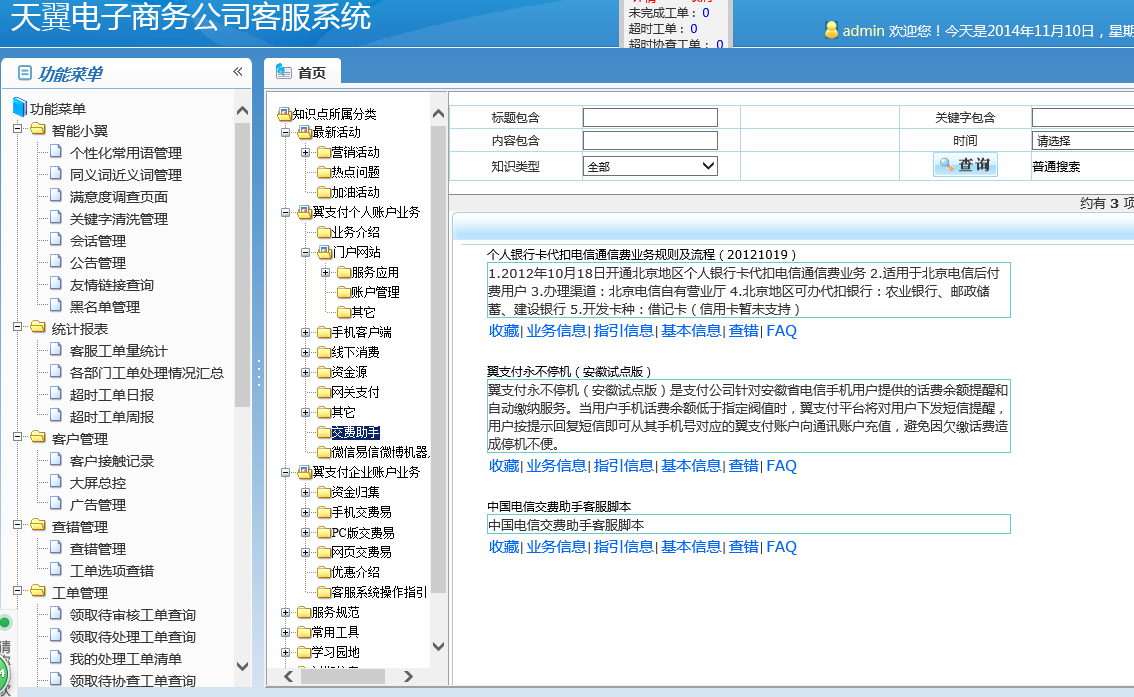 天翼电子商务公司客服系统
未完成工单：0
超时工单：0
超时协查工单：0
admin 欢迎您！今天是2014年11月10日，星期
功能菜单
«
首页
功能菜单
智能小翼
个性化常用语管理
同义词近义词管理
满意度调查页面
关键字清洗管理
会话管理
公告管理
友情链接查询
黑名单管理
统计报表
客服工单量统计
各部门工单处理情况汇总
超时工单日报
超时工单周报
客户管理
客户接触记录
大屏总控
广告管理
查错管理
查错管理
工单选项查错
工单管理
领取待审核工单查询
领取待处理工单查询
我的处理工单清单
领取待协查工单查询
知识点所属分类
最新活动
营销活动
热点问题
加油活动
翼支付个人账户业务
业务介绍
门户网站
服务应用
账户管理
其它
手机客户端
线下消费
资金源
网关支付
其它
交费助手
微信易信微博机器
翼支付企业账户业务
资金归集
手机交费易
PC版交费易
网页交费易
优惠介绍
客服系统操作指引
服务规范
常用工具
学习园地
标题包含
关键字包含
内容包含
时间
请选择
知识类型
全部
查询
普通搜索
约有 3 项
个人银行卡代扣电信通信费业务规则及流程（20121019）
1.2012年10月18日开通北京地区个人银行卡代扣电信通信费业务 2.适用于北京电信后付
费用户 3.办理渠道：北京电信自有营业厅 4.北京地区可办代扣银行：农业银行、邮政储
蓄、建设银行 5.开发卡种：借记卡（信用卡暂未支持）
收藏| 业务信息| 指引信息| 基本信息| 查错| FAQ
翼支付永不停机（安徽试点版）
翼支付永不停机（安徽试点版）是支付公司针对安徽省电信手机用户提供的话费余额提醒和
自动缴纳服务。当用户手机话费余额低于指定阀值时，翼支付平台将对用户下发短信提醒，
用户按提示回复短信即可从其手机号对应的翼支付账户向通讯账户充值，避免因欠缴话费造
成停机不便。
收藏| 业务信息| 指引信息| 基本信息| 查错| FAQ
中国电信交费助手客服脚本
中国电信交费助手客服脚本
收藏| 业务信息| 指引信息| 基本信息| 查错| FAQ